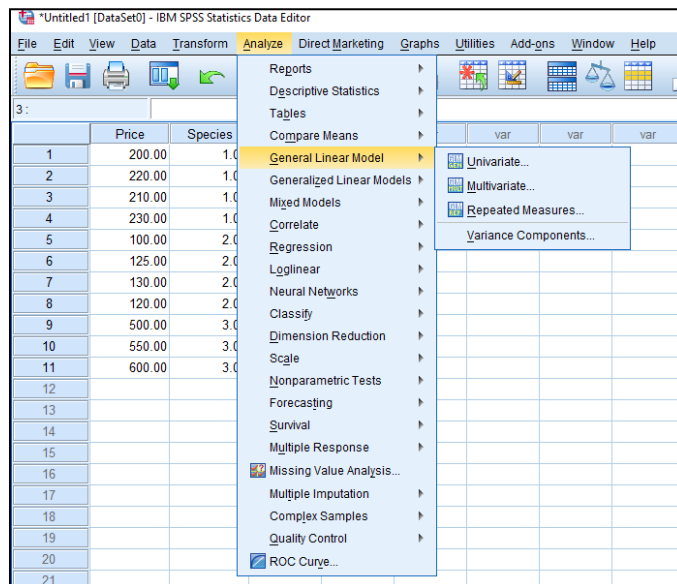 *Untitled1 [DataSet0] - IBM SPSS Statistics Data Editor
File Edit View Data Transform Analyze Direct Marketing Graphs Utilities Add-ons Window Help
3 :
Price Species var var var
1 200.00 1.0
2 220.00 1.0
3 210.00 1.0
4 230.00 1.0
5 100.00 2.0
6 125.00 2.0
7 130.00 2.0
8 120.00 2.0
9 500.00 3.0
10 550.00 3.0
11 600.00 3.0
12
13
14
15
16
17
18
19
20
21
Reports
Descriptive Statistics
Tables
Compare Means
General Linear Model
Generalized Linear Models
Mixed Models
Correlate
Regression
Loglinear
Neural Networks
Classify
Dimension Reduction
Scale
Nonparametric Tests
Forecasting
Survival
Multiple Response
Missing Value Analysis...
Multiple Imputation
Complex Samples
Quality Control
ROC Curve...
Univariate...
Multivariate...
Repeated Measures...
Variance Components...